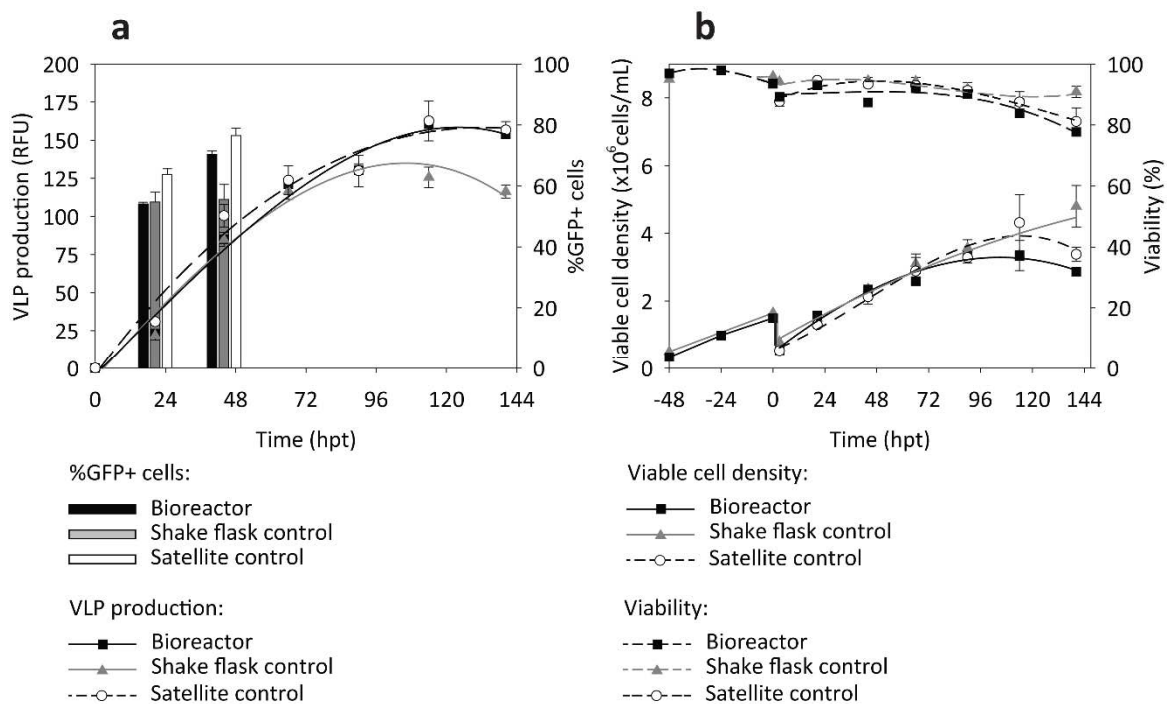 a
200
175
150
125
100
75
50
25
0
VLP production (RFU)
100
80
60
40
20
0
%GFP+ cells
0 24 48 72 96 120 144
Time (hpt)
%GFP+ cells:
Bioreactor
Shake flask control
Satellite control
VLP production:
Bioreactor
Shake flask control
Satellite control
b
8
6
4
2
0
Viable cell density (x10⁶ cells/mL)
100
80
60
40
20
0
Viability (%)
-48 -24 0 24 48 72 96 120 144
Time (hpt)
Viable cell density:
Bioreactor
Shake flask control
Satellite control
Viability:
Bioreactor
Shake flask control
Satellite control